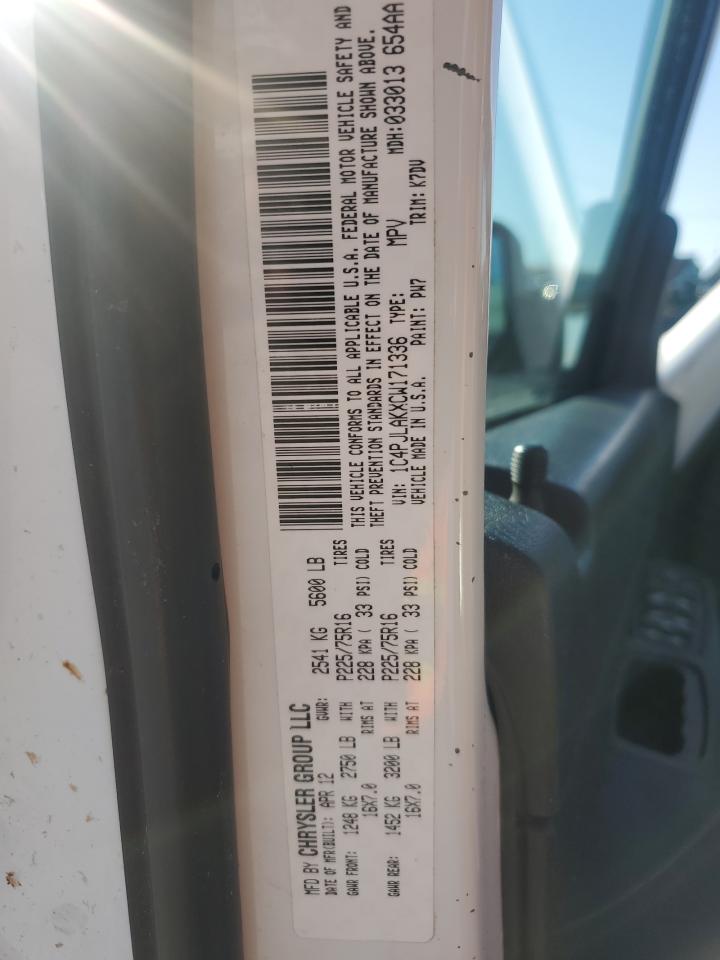 MFD BY CHRYSLER GROUP LLC
DATE OF MFR(BUILT): APR 12 GVWR: 2541 KG 5600 LB
GAWR FRONT: 1248 KG 2750 LB WITH P225/75R16 TIRES
16X7.0 RIMS AT 228 KPA ( 33 PSI) COLD
GAWR REAR: 1452 KG 3200 LB WITH P225/75R16 TIRES
16X7.0 RIMS AT 228 KPA ( 33 PSI) COLD
THIS VEHICLE CONFORMS TO ALL APPLICABLE U.S.A. FEDERAL MOTOR VEHICLE SAFETY AND
THEFT PREVENTION STANDARDS IN EFFECT ON THE DATE OF MANUFACTURE SHOWN ABOVE.
VIN: 1C4PJLAKXCW171336 TYPE: MPV MDH:033013 654AA
VEHICLE MADE IN U.S.A. PAINT: PW7 TRIM: K7DV